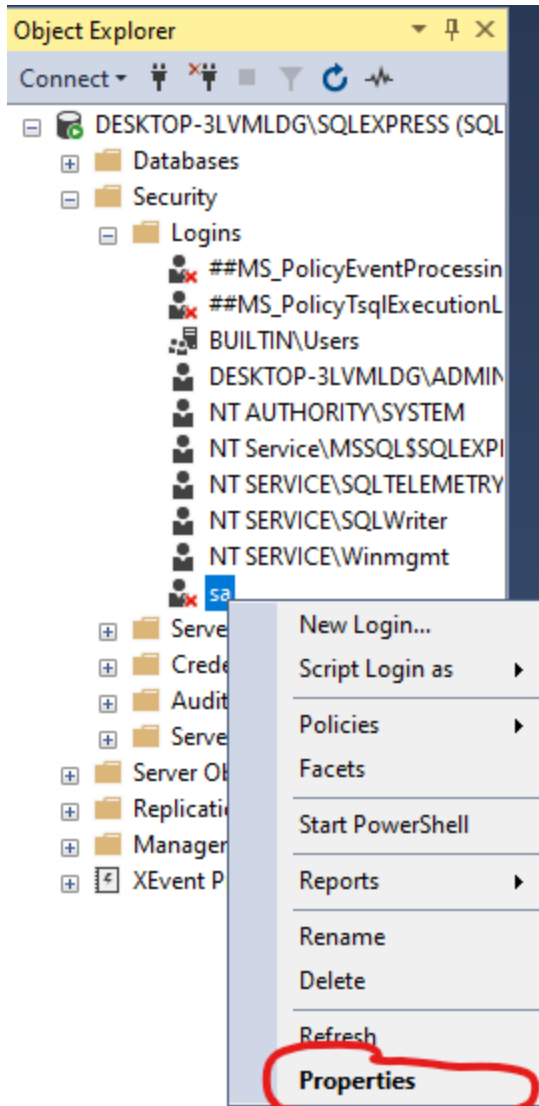 Object Explorer
Connect
DESKTOP-3LVMLDG\SQLEXPRESS (SQL
Databases
Security
Logins
##MS_PolicyEventProcessin
##MS_PolicyTsqlExecutionL
BUILTIN\Users
DESKTOP-3LVMLDG\ADMIN
NT AUTHORITY\SYSTEM
NT Service\MSSQL$SQLEXPI
NT SERVICE\SQLTELEMETRY
NT SERVICE\SQLWriter
NT SERVICE\Winmgmt
sa
Serve
Crede
Audit
Serve
Server Ob
Replicati
Manager
XEvent P
New Login...
Script Login as
Policies
Facets
Start PowerShell
Reports
Rename
Delete
Refresh
Properties